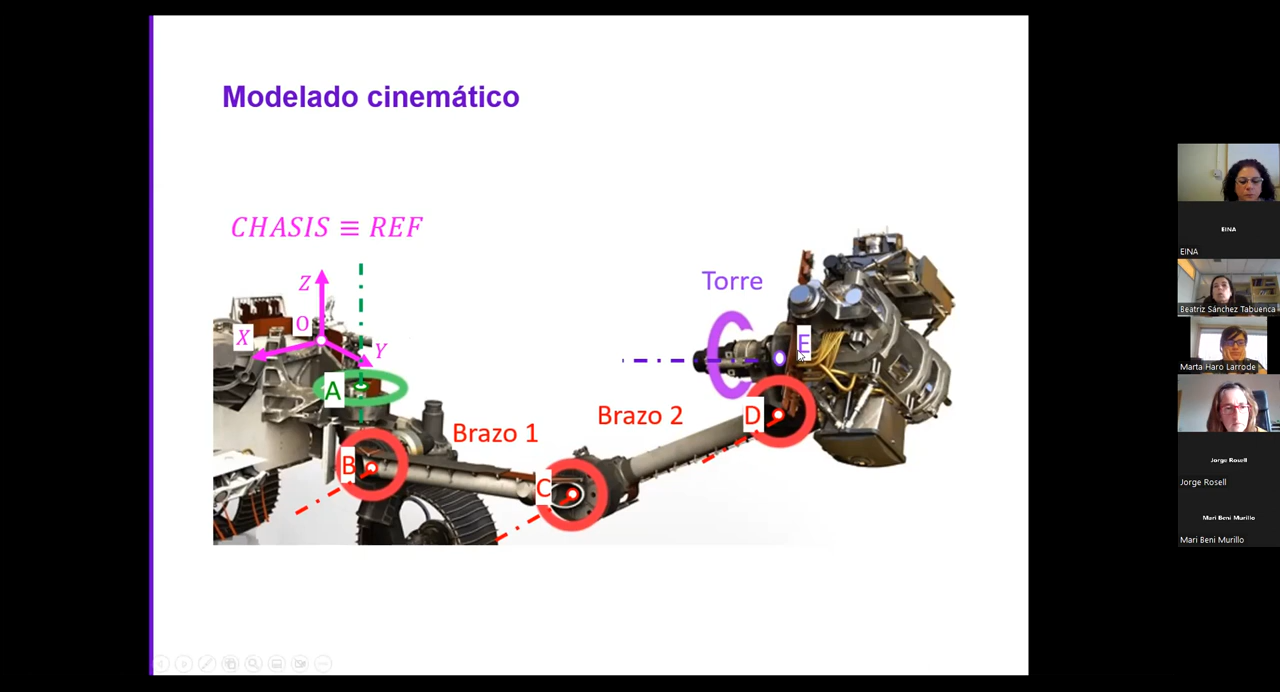 Modelado cinemático
CHASIS ≡ REF
Z
O
X
Y
A
Torre
E
Brazo 2
D
Brazo 1
B
C
EINA
EINA
Beatriz Sánchez Tabuenca
Marta Haro Larrode
Jorge Rosell
Jorge Rosell
Mari Beni Murillo
Mari Beni Murillo